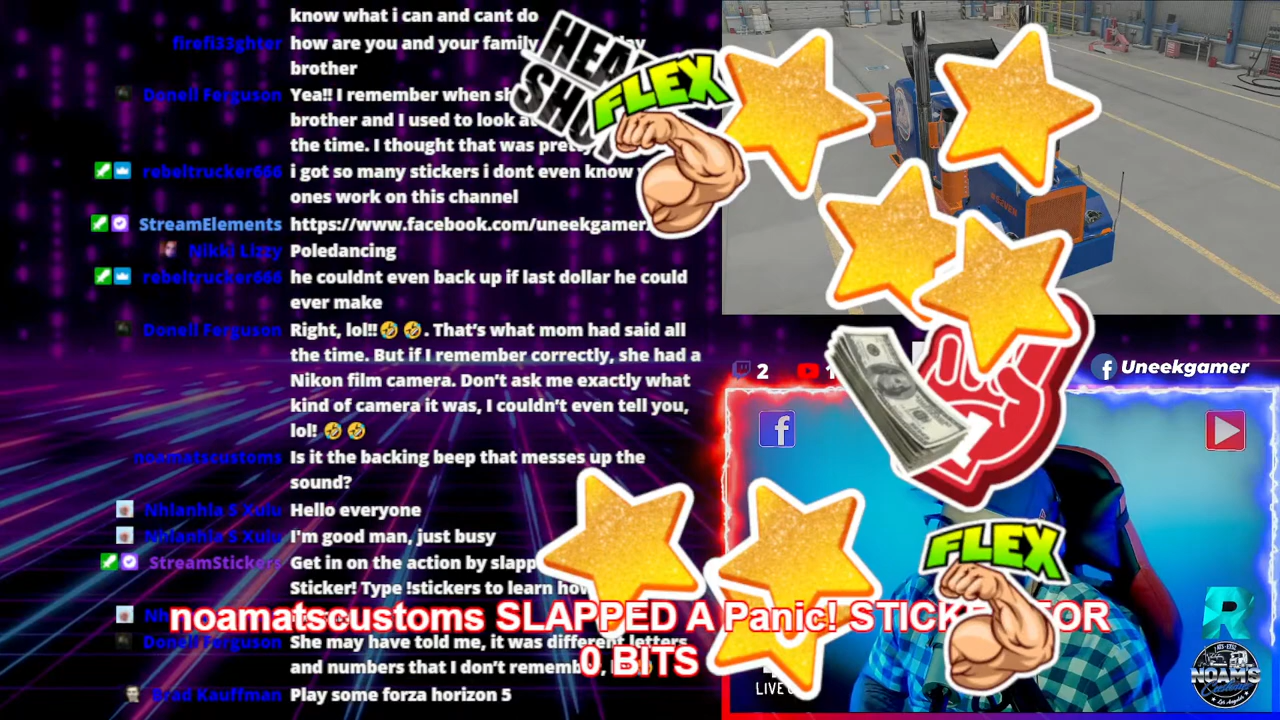 know what i can and cant do
firefi33ghter how are you and your family
brother
Donell Ferguson Yea!! I remember when
brother and I used to look
the time. I thought that was
rebeltrucker666 i got so many stickers i dont even know
ones work on this channel
StreamElements https://www.facebook.com/uneekgamer
Nikki Lizzy Poledancing
rebeltrucker666 he couldnt even back up if last dollar he could
ever make
Donell Ferguson Right, lol!!🤣 🤣. That's what mom had said all
the time. But if I remember correctly, she had a
Nikon film camera. Don't ask me exactly what
kind of camera it was, I couldn't even tell you,
lol! 🤣 🤣
noamatscustoms Is it the backing beep that messes up the
sound?
Nhlanhla S Xulu Hello everyone
Nhlanhla S Xulu I'm good man, just busy
StreamStickers Get in on the action by
Sticker! Type !stickers to learn
Donell Ferguson She may have told me, it was different letters
and numbers that I don't
Brad Kauffman Play some forza horizon 5
noamatscustoms SLAPPED A Panic! FOR
0 BITS
FLEX
2
Uneekgamer
FLEX
LIVE
R
NOAM'S
Customs
Los Angeles